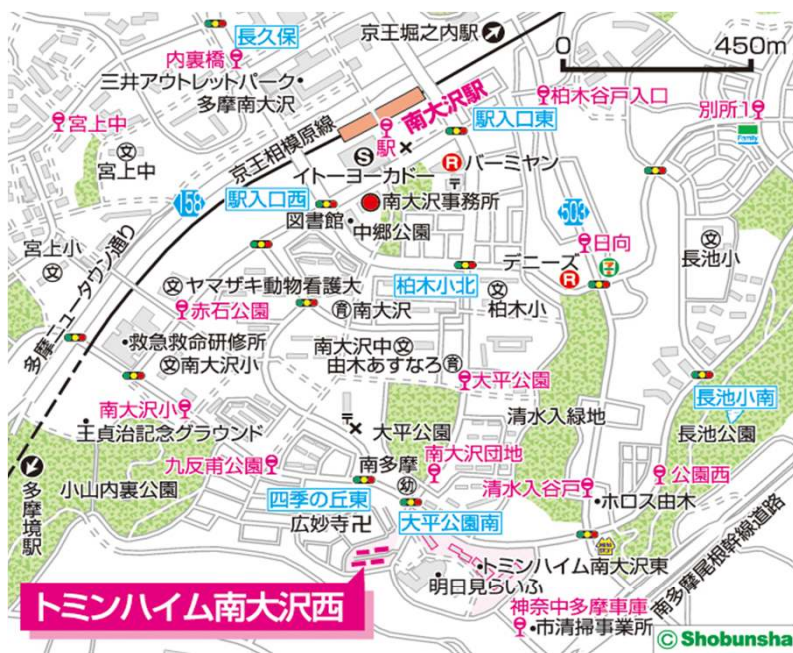 長久保
京王堀之内駅
0 450m
内裏橋
三井アウトレットパーク・
多摩南大沢
南大沢駅
柏木谷戸入口
別所1
Family
宮上中
文
宮上中
京王相模原線
駅
駅入口東
S
R
バーミヤン
イトーヨーカドー
158
駅入口西
南大沢事務所
図書館
中郷公園
503
日向
宮上小
文
文
長池小
デニーズ
R
文
ヤマザキ動物看護大
柏木小北
文
柏木小
赤石公園
育
南大沢
多摩ニュータウン通り
救急救命研修所
文
南大沢小
南大沢中
文
由木あすなろ
育
大平公園
長池小南
南大沢小
王貞治記念グラウンド
大平公園
清水入緑地
長池公園
九反甫公園
南多摩
幼
南大沢団地
公園西
多摩境駅
小山内裏公園
四季の丘東
清水入谷戸
ホロス由木
広妙寺卍
大平公園南
南多摩尾根幹線道路
トミンハイム南大沢東
明日見らいふ
トミンハイム南大沢西
神奈中多摩車庫
市清掃事業所
© Shobunsha